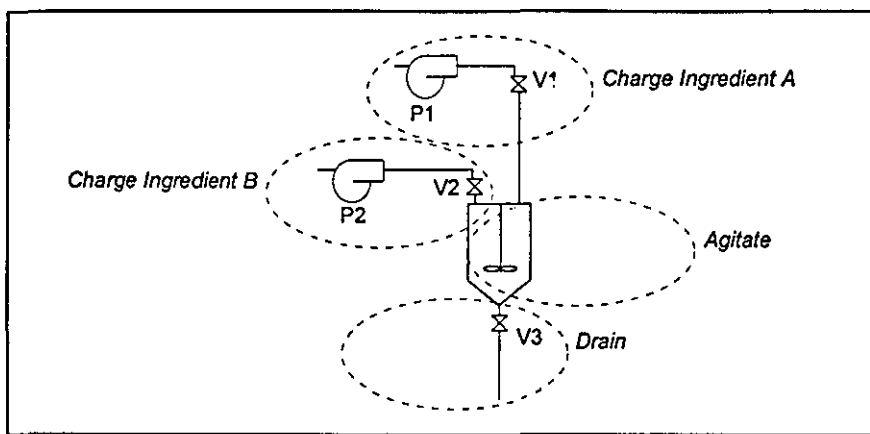 V1
Charge Ingredient A
P1
Charge Ingredient B
V2
P2
Agitate
V3
Drain